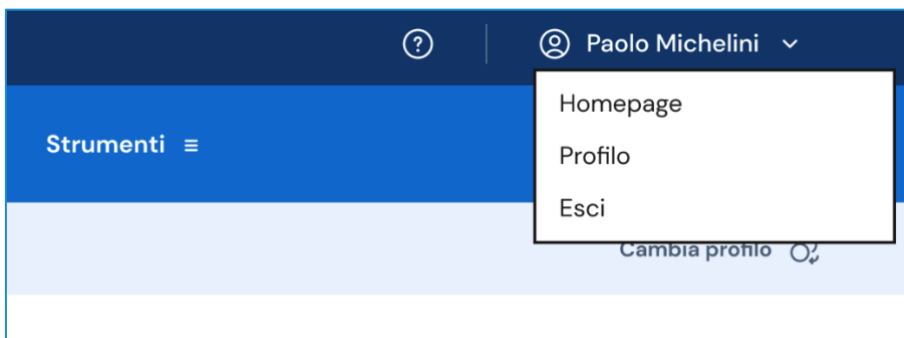 Paolo Michelini
Homepage
Strumenti
Profilo
Esci
Cambia profilo